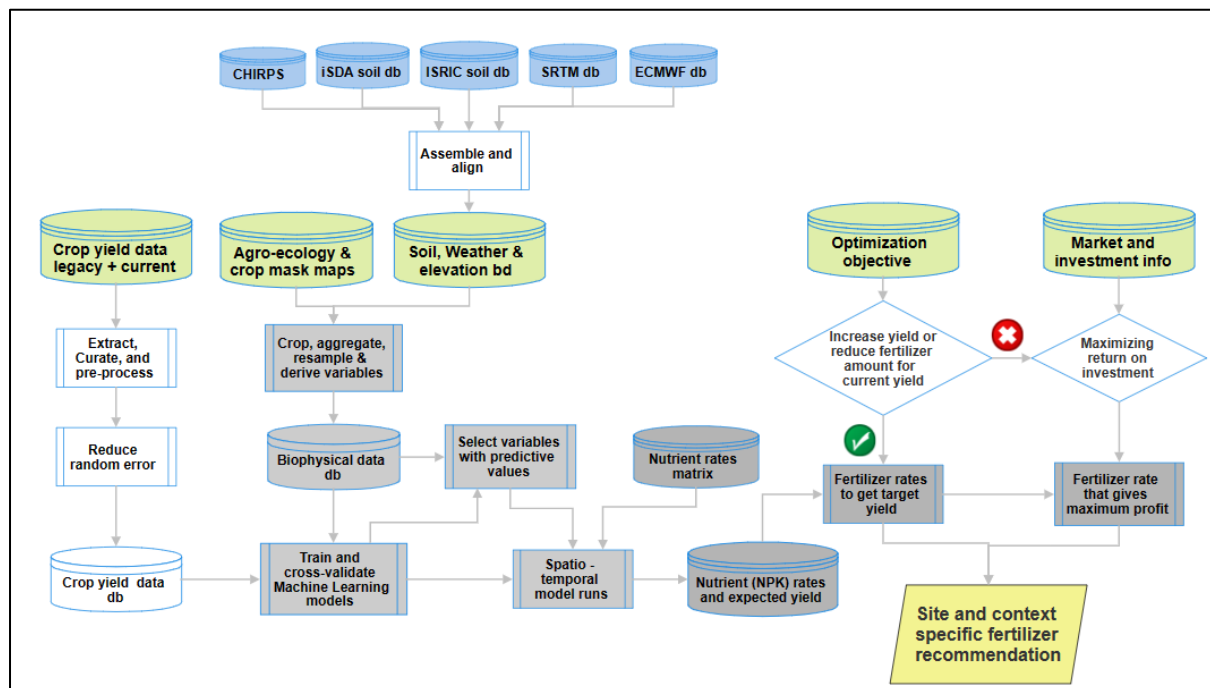 CHIRPS
iSDA soil db
ISRIC soil db
SRTM db
ECMWF db
Assemble and
align
Crop yield data
legacy + current
Agro-ecology &
crop mask maps
Soil, Weather &
elevation bd
Optimization
objective
Market and
investment info
Extract,
Curate, and
pre-process
Crop, aggregate,
resample &
derive variables
Increase yield or
reduce fertilizer
amount for
current yield
Maximizing
return on
investment
Reduce
random error
Biophysical data
db
Select variables
with predictive
values
Nutrient rates
matrix
Fertilizer rates
to get target
yield
Fertilizer rate
that gives
maximum profit
Crop yield data
db
Train and
cross-validate
Machine Learning
models
Spatio -
temporal
model runs
Nutrient (NPK) rates
and expected yield
Site and context
specific fertilizer
recommendation